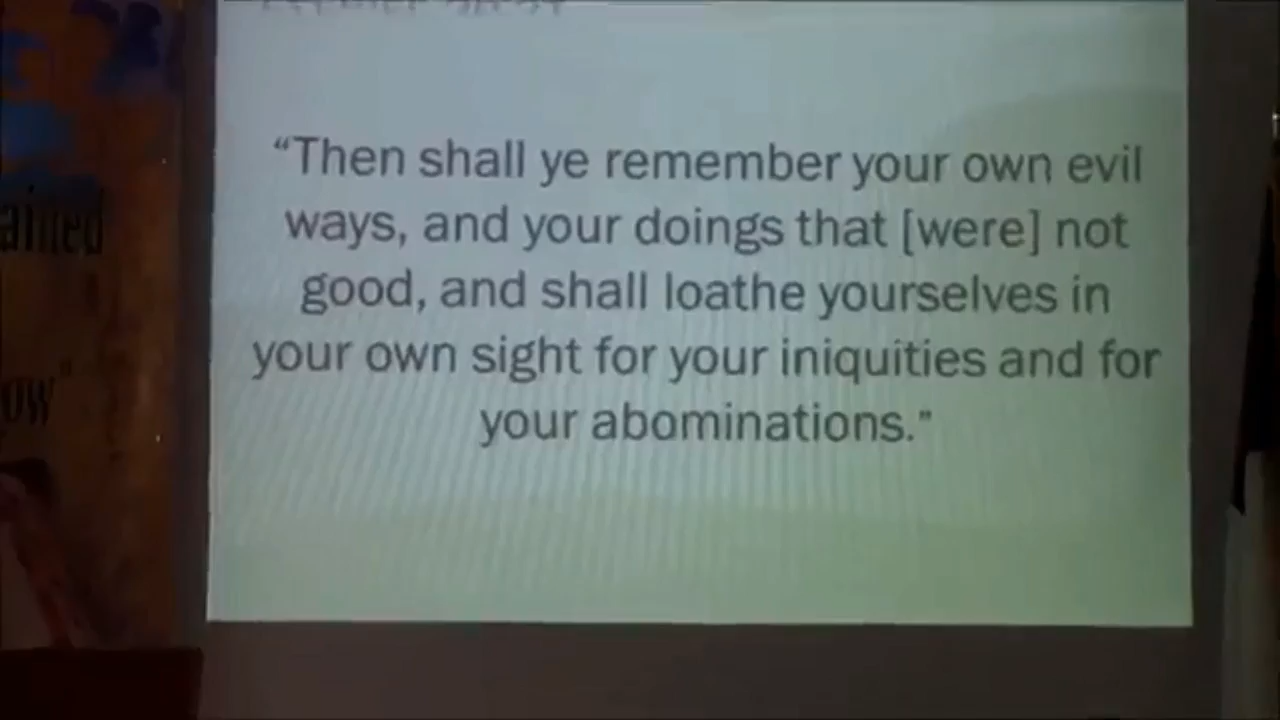 “Then shall ye remember your own evil
ways, and your doings that [were] not
good, and shall loathe yourselves in
your own sight for your iniquities and for
your abominations.”